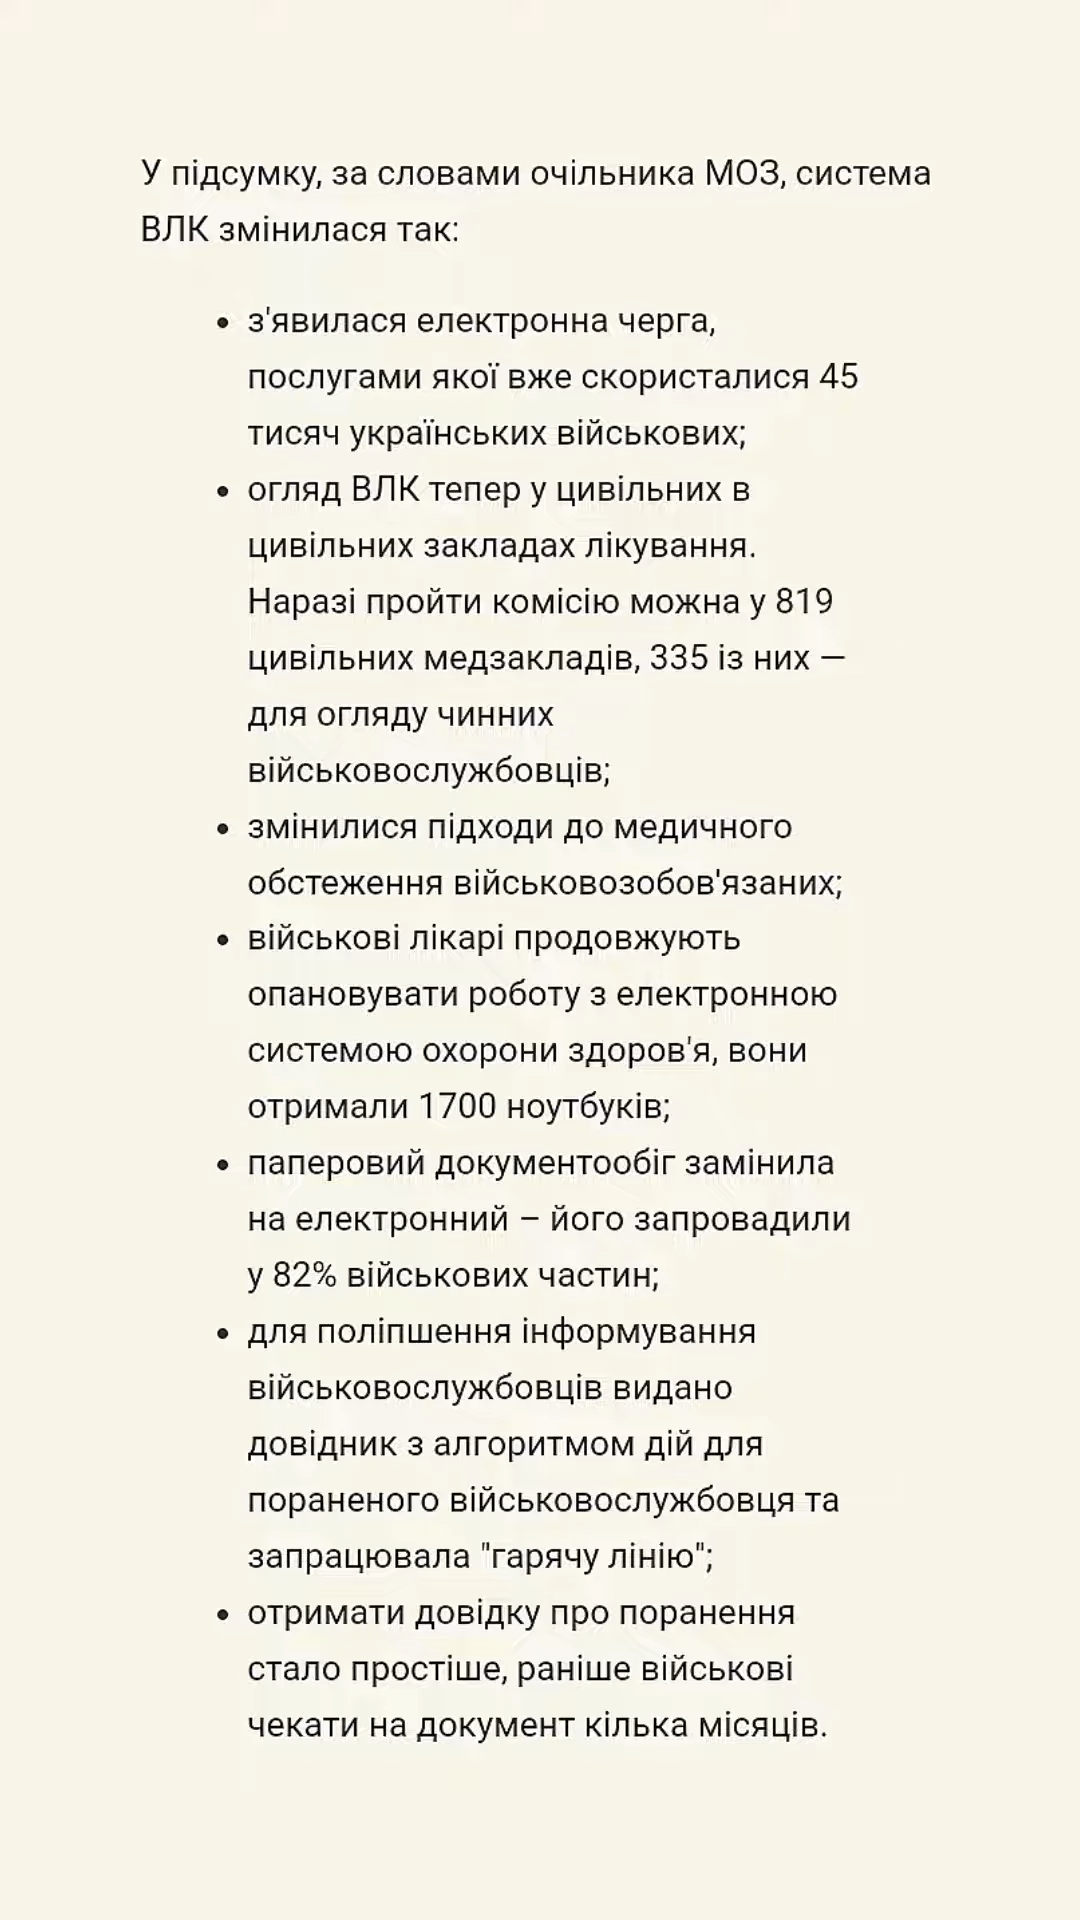 У підсумку, за словами очільника МОЗ, система
ВЛК змінилася так:
• з'явилася електронна черга,
послугами якої вже скористалися 45
тисяч українських військових;
• огляд ВЛК тепер у цивільних в
цивільних закладах лікування.
Наразі пройти комісію можна у 819
цивільних медзакладів, 335 із них —
для огляду чинних
військовослужбовців;
• змінилися підходи до медичного
обстеження військовозобов'язаних;
• військові лікарі продовжують
опановувати роботу з електронною
системою охорони здоров'я, вони
отримали 1700 ноутбуків;
• паперовий документообіг замінила
на електронний – його запровадили
у 82% військових частин;
• для поліпшення інформування
військовослужбовців видано
довідник з алгоритмом дій для
пораненого військовослужбовця та
запрацювала "гарячу лінію";
• отримати довідку про поранення
стало простіше, раніше військові
чекати на документ кілька місяців.